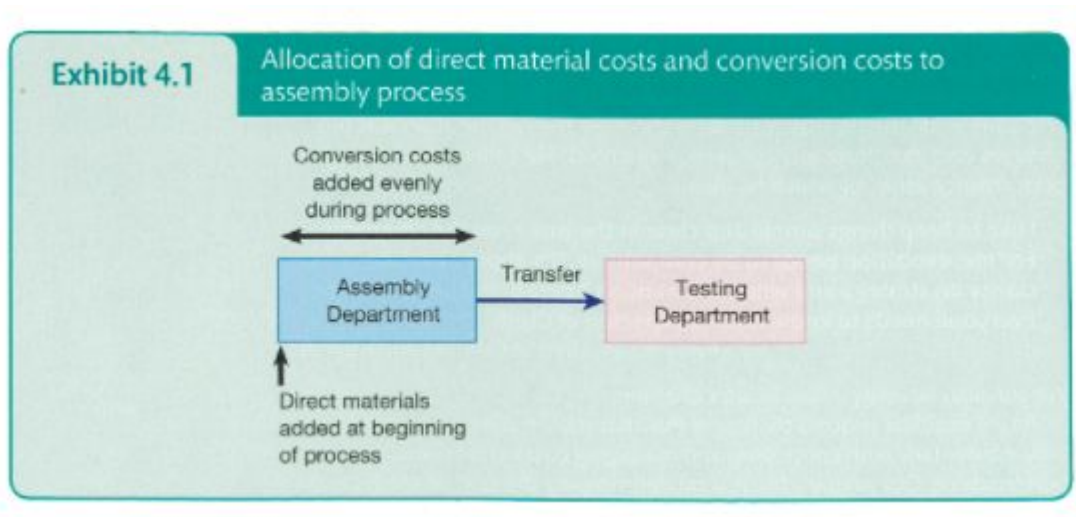 Exhibit 4.1
Allocation of direct material costs and conversion costs to
assembly process
Conversion costs
added evenly
during process
Assembly
Department
Transfer
Testing
Department
Direct materials
added at beginning
of process